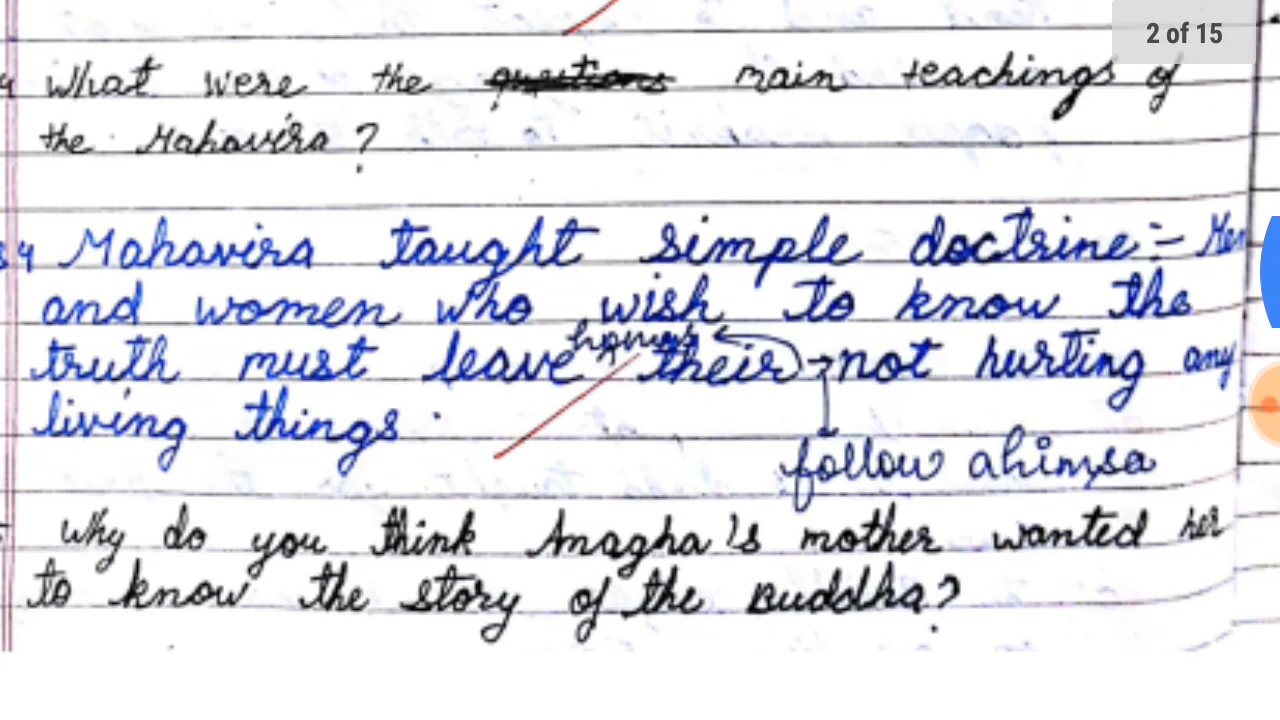 2 of 15
What were the main teachings of
the Mahavira?
Mahavira taught simple doctrine:- Men
and women who wish to know the
homes
truth must leave their not hurting any
living things.
follow ahimsa
Why do you think Anagha's mother wanted her
to know the story of the Buddha?